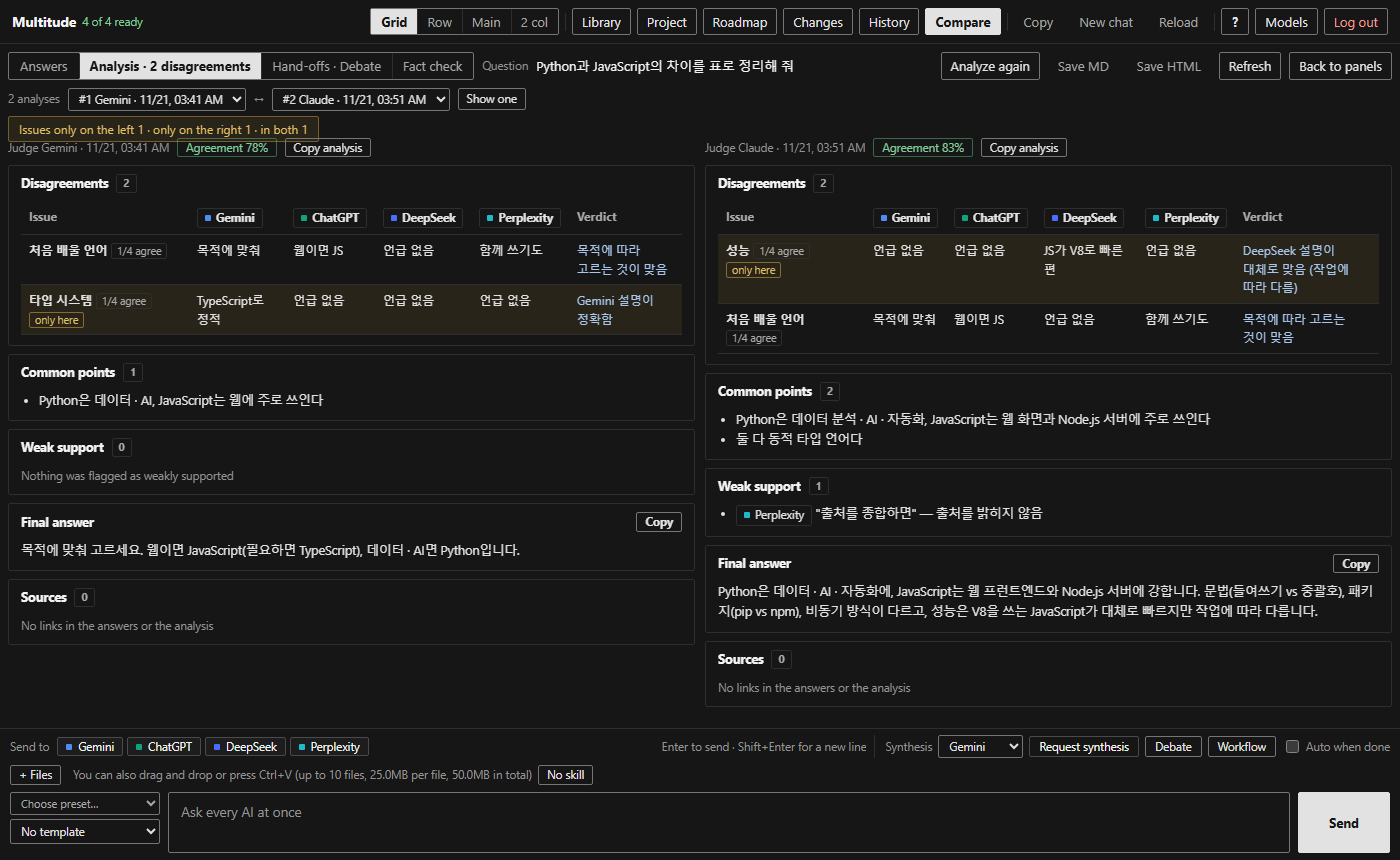 Multitude 4 of 4 ready Grid Row Main 2 col Library Project Roadmap Changes History Compare Copy New chat Reload ? Models Log out
Answers Analysis · 2 disagreements Hand-offs · Debate Fact check Question Python과 JavaScript의 차이를 표로 정리해 줘 Analyze again Save MD Save HTML Refresh Back to panels
2 analyses #1 Gemini · 11/21, 03:41 AM ↔ #2 Claude · 11/21, 03:51 AM Show one
Issues only on the left 1 · only on the right 1 · in both 1
Judge Gemini · 11/21, 03:41 AM Agreement 78% Copy analysis
Disagreements 2
Issue Gemini ChatGPT DeepSeek Perplexity Verdict
처음 배울 언어 1/4 agree 목적에 맞춰 웹이면 JS 언급 없음 함께 쓰기도 목적에 따라
고르는 것이 맞음
타입 시스템 1/4 agree TypeScript로 언급 없음 언급 없음 언급 없음 Gemini 설명이
only here 정적 정확함
Common points 1
• Python은 데이터 · AI, JavaScript는 웹에 주로 쓰인다
Weak support 0
Nothing was flagged as weakly supported
Final answer Copy
목적에 맞춰 고르세요. 웹이면 JavaScript(필요하면 TypeScript), 데이터 · AI면 Python입니다.
Sources 0
No links in the answers or the analysis
Judge Claude · 11/21, 03:51 AM Agreement 83% Copy analysis
Disagreements 2
Issue Gemini ChatGPT DeepSeek Perplexity Verdict
성능 1/4 agree 언급 없음 언급 없음 JS가 V8로 빠른 언급 없음 DeepSeek 설명이
only here 편 대체로 맞음 (작업에
따라 다름)
처음 배울 언어 목적에 맞춰 웹이면 JS 언급 없음 함께 쓰기도 목적에 따라 고르는
1/4 agree 것이 맞음
Common points 2
• Python은 데이터 분석 · AI · 자동화, JavaScript는 웹 화면과 Node.js 서버에 주로 쓰인다
• 둘 다 동적 타입 언어다
Weak support 1
• Perplexity "출처를 종합하면" — 출처를 밝히지 않음
Final answer Copy
Python은 데이터 · AI · 자동화에, JavaScript는 웹 프런트엔드와 Node.js 서버에 강합니다. 문법(들여쓰기 vs 중괄호), 패키
지(pip vs npm), 비동기 방식이 다르고, 성능은 V8을 쓰는 JavaScript가 대체로 빠르지만 작업에 따라 다릅니다.
Sources 0
No links in the answers or the analysis
Send to Gemini ChatGPT DeepSeek Perplexity Enter to send · Shift+Enter for a new line Synthesis Gemini Request synthesis Debate Workflow Auto when done
+ Files You can also drag and drop or press Ctrl+V (up to 10 files, 25.0MB per file, 50.0MB in total) No skill
Choose preset...
No template
Ask every AI at once
Send